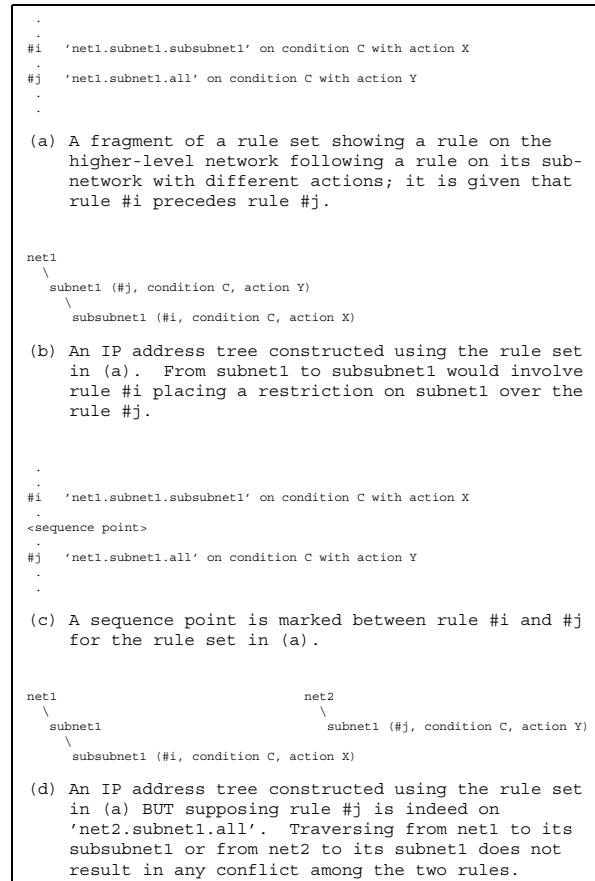 .
.
#i 'net1.subnet1.subsubnet1' on condition C with action X
.
#j 'net1.subnet1.all' on condition C with action Y
.
.
(a) A fragment of a rule set showing a rule on the
higher-level network following a rule on its sub-
network with different actions; it is given that
rule #i precedes rule #j.
net1
\
subnet1 (#j, condition C, action Y)
\
subsubnet1 (#i, condition C, action X)
(b) An IP address tree constructed using the rule set
in (a). From subnet1 to subsubnet1 would involve
rule #i placing a restriction on subnet1 over the
rule #j.
.
.
#i 'net1.subnet1.subsubnet1' on condition C with action X
.
<sequence point>
.
#j 'net1.subnet1.all' on condition C with action Y
.
.
(c) A sequence point is marked between rule #i and #j
for the rule set in (a).
net1 net2
\ \
subnet1 subnet1 (#j, condition C, action Y)
\
subsubnet1 (#i, condition C, action X)
(d) An IP address tree constructed using the rule set
in (a) BUT supposing rule #j is indeed on
'net2.subnet1.all'. Traversing from net1 to its
subsubnet1 or from net2 to its subnet1 does not
result in any conflict among the two rules.